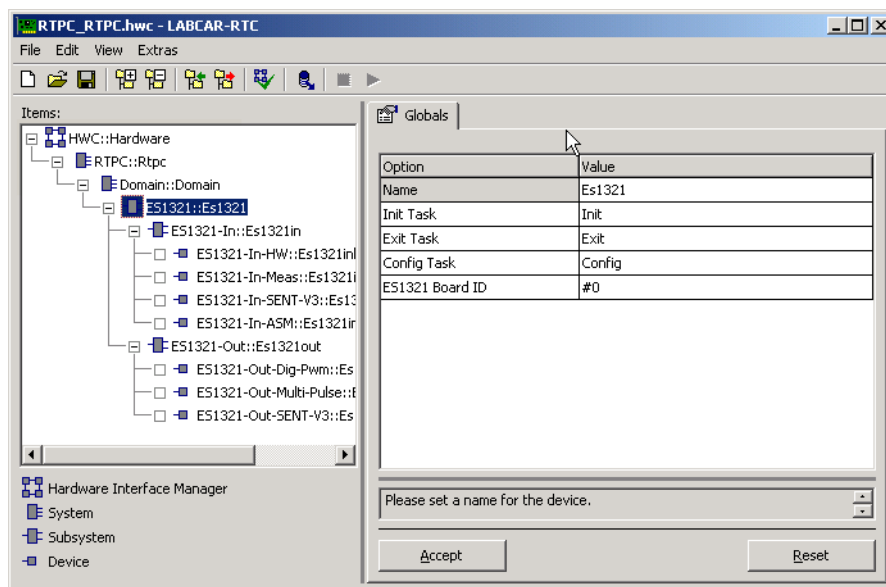 RTPC_RTPC.hwc - LABCAR-RTC
File Edit View Extras
Items:
HWC::Hardware
RTPC::Rtpc
Domain::Domain
ES1321::Es1321
ES1321-In::Es1321in
ES1321-In-HW::Es1321inl
ES1321-In-Meas::Es1321i
ES1321-In-SENT-V3::Es13
ES1321-In-ASM::Es1321ir
ES1321-Out::Es1321out
ES1321-Out-Dig-Pwm::Es
ES1321-Out-Multi-Pulse::E
ES1321-Out-SENT-V3::Es
Hardware Interface Manager
System
Subsystem
Device
Globals
Option Value
Name Es1321
Init Task Init
Exit Task Exit
Config Task Config
ES1321 Board ID #0
Please set a name for the device.
Accept Reset